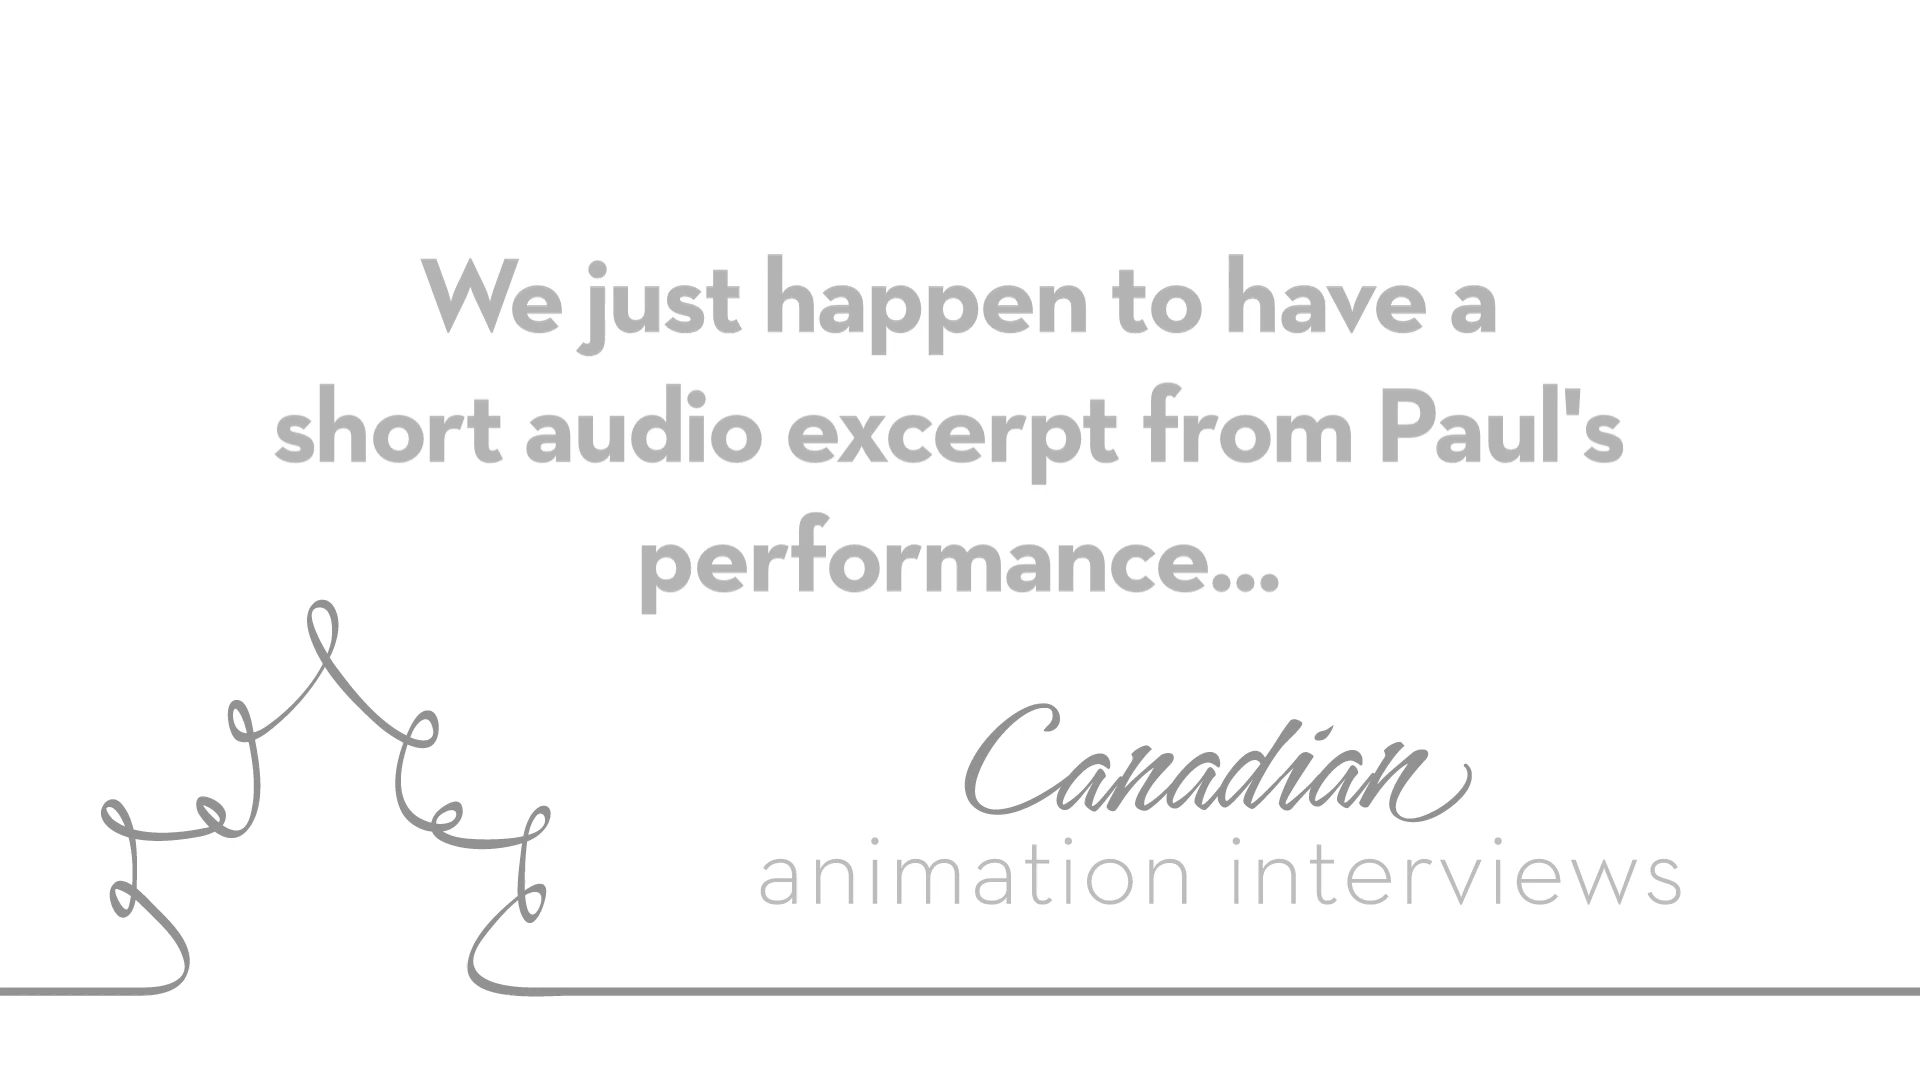 We just happen to have a
short audio excerpt from Paul's
performance...
Canadian
animation interviews